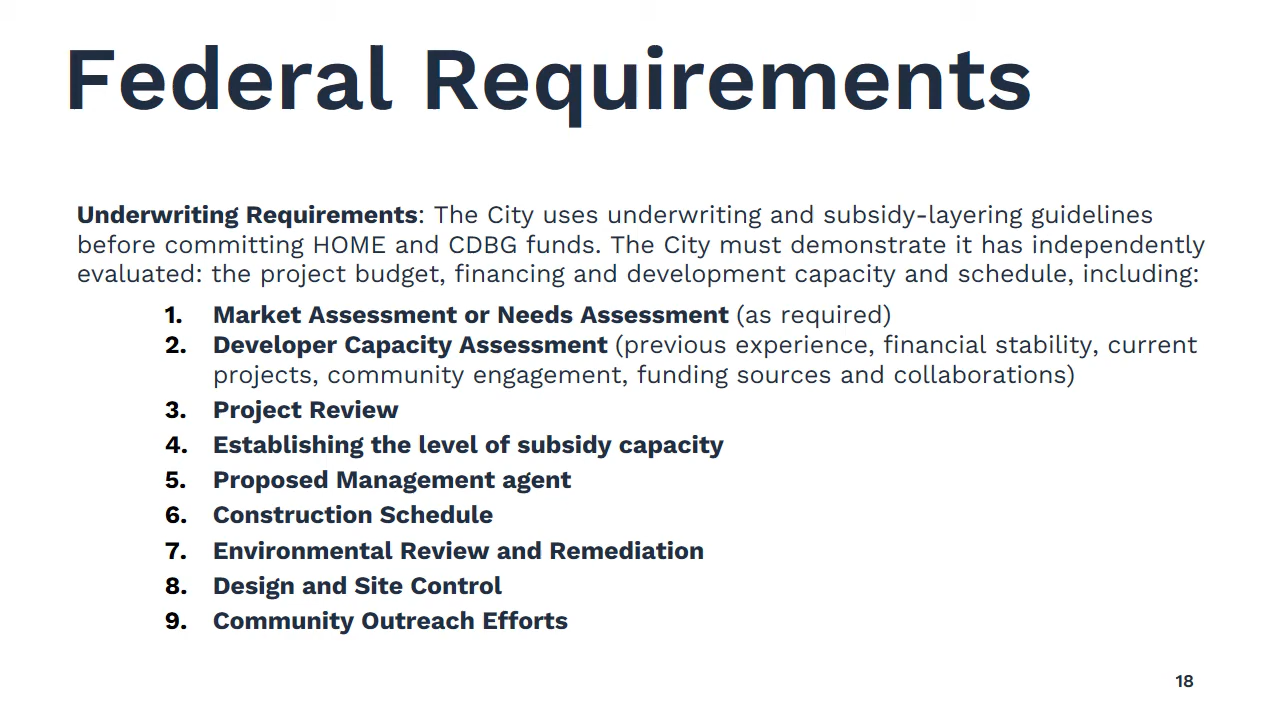 Federal Requirements
Underwriting Requirements: The City uses underwriting and subsidy-layering guidelines
before committing HOME and CDBG funds. The City must demonstrate it has independently
evaluated: the project budget, financing and development capacity and schedule, including:
1. Market Assessment or Needs Assessment (as required)
2. Developer Capacity Assessment (previous experience, financial stability, current
projects, community engagement, funding sources and collaborations)
3. Project Review
4. Establishing the level of subsidy capacity
5. Proposed Management agent
6. Construction Schedule
7. Environmental Review and Remediation
8. Design and Site Control
9. Community Outreach Efforts
18